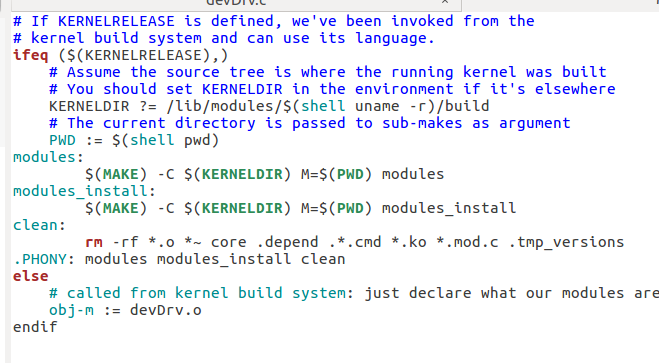 devDrv.c
# If KERNELRELEASE is defined, we've been invoked from the
# kernel build system and can use its language.
ifeq ($(KERNELRELEASE),)
    # Assume the source tree is where the running kernel was built
    # You should set KERNELDIR in the environment if it's elsewhere
    KERNELDIR ?= /lib/modules/$(shell uname -r)/build
    # The current directory is passed to sub-makes as argument
    PWD := $(shell pwd)
modules:
        $(MAKE) -C $(KERNELDIR) M=$(PWD) modules
modules_install:
        $(MAKE) -C $(KERNELDIR) M=$(PWD) modules_install
clean:
        rm -rf *.o *~ core .depend .*.cmd *.ko *.mod.c .tmp_versions
.PHONY: modules modules_install clean
else
    # called from kernel build system: just declare what our modules are
    obj-m := devDrv.o
endif